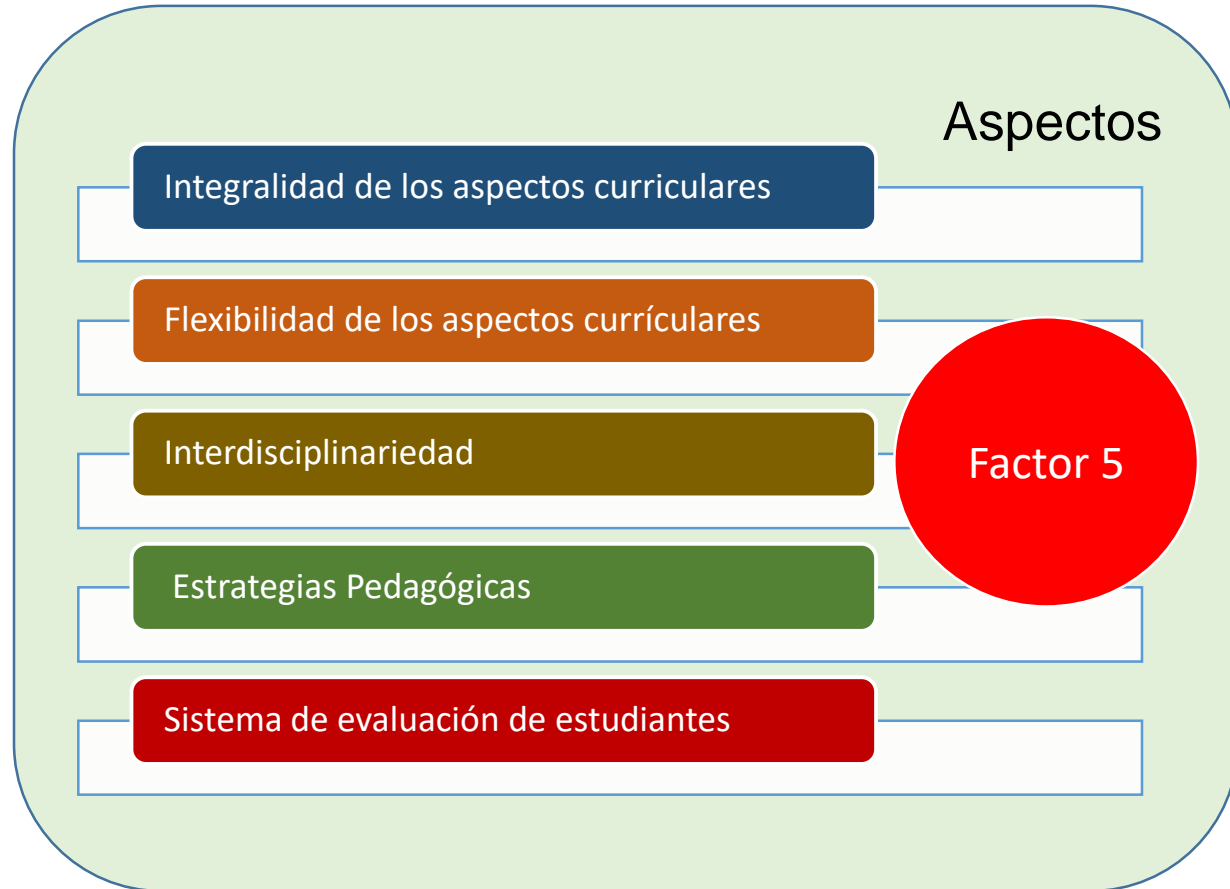 Aspectos
Integralidad de los aspectos curriculares
Flexibilidad de los aspectos currículares
Interdisciplinariedad
Factor 5
Estrategias Pedagógicas
Sistema de evaluación de estudiantes